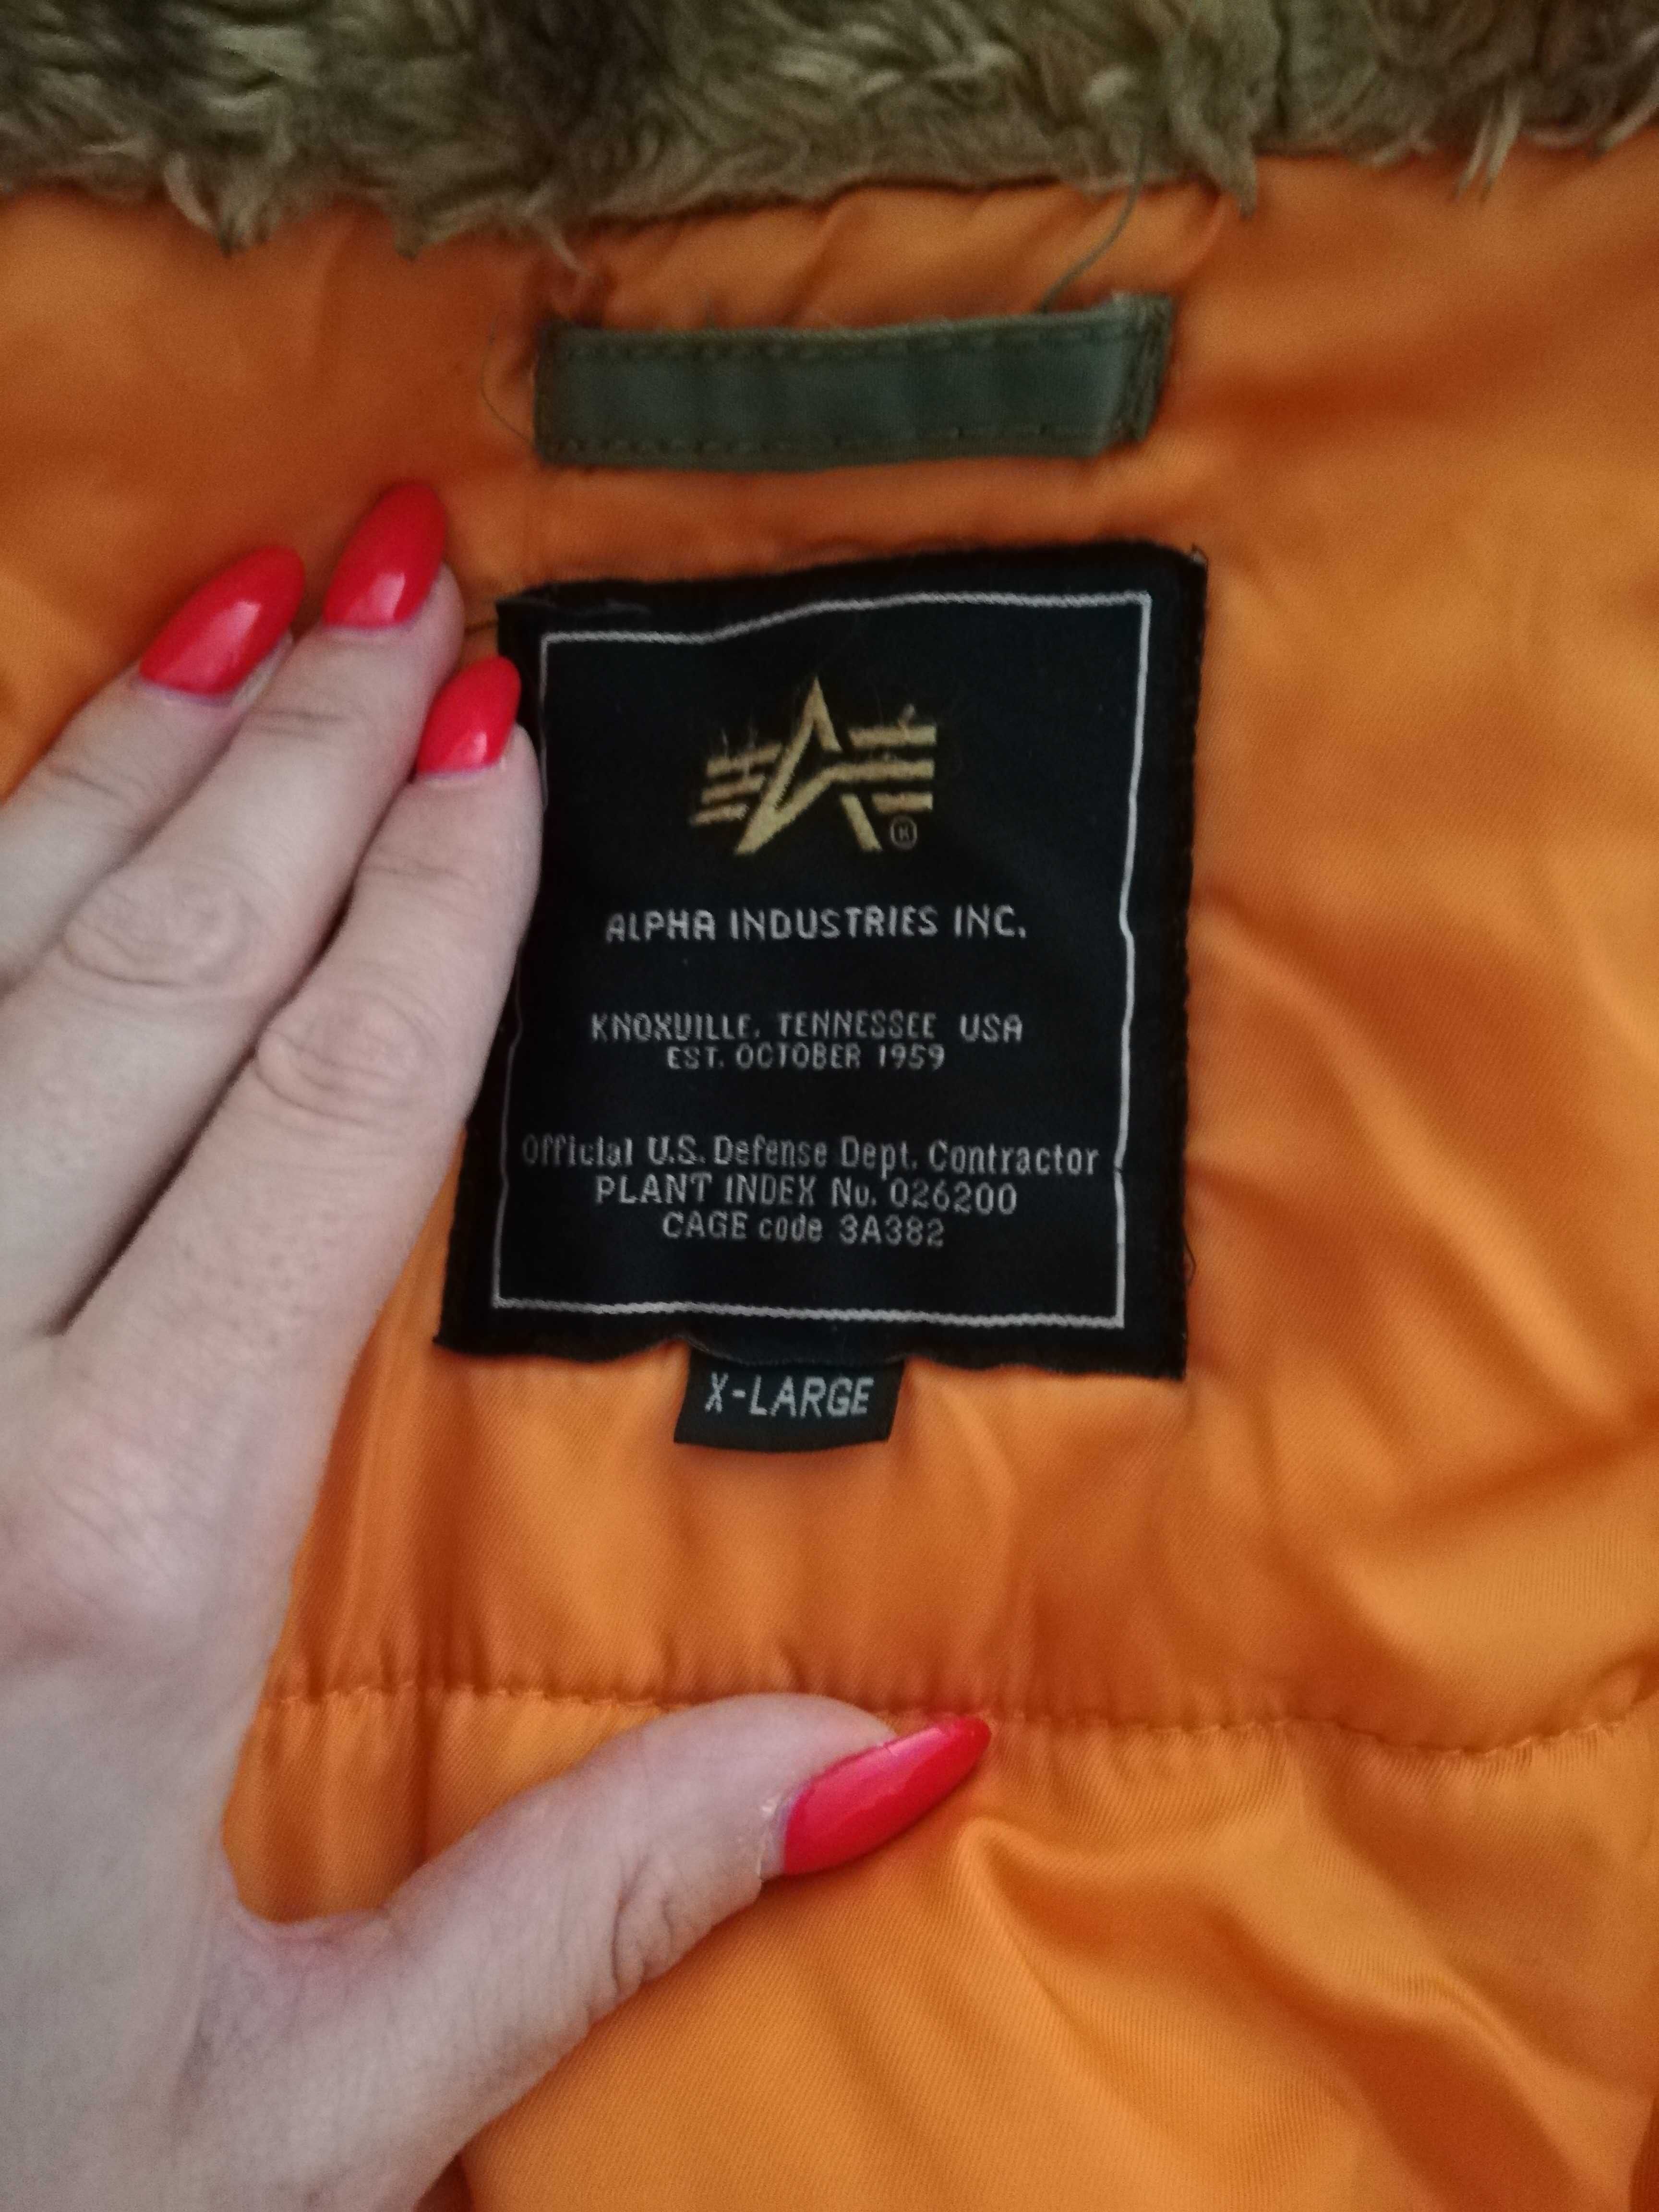 ALPHA INDUSTRIES INC.
KNOXVILLE, TENNESSEE USA
EST. OCTOBER 1959
Official U.S. Defense Dept. Contractor
PLANT INDEX No. 026200
CAGE code 3A382
X-LARGE